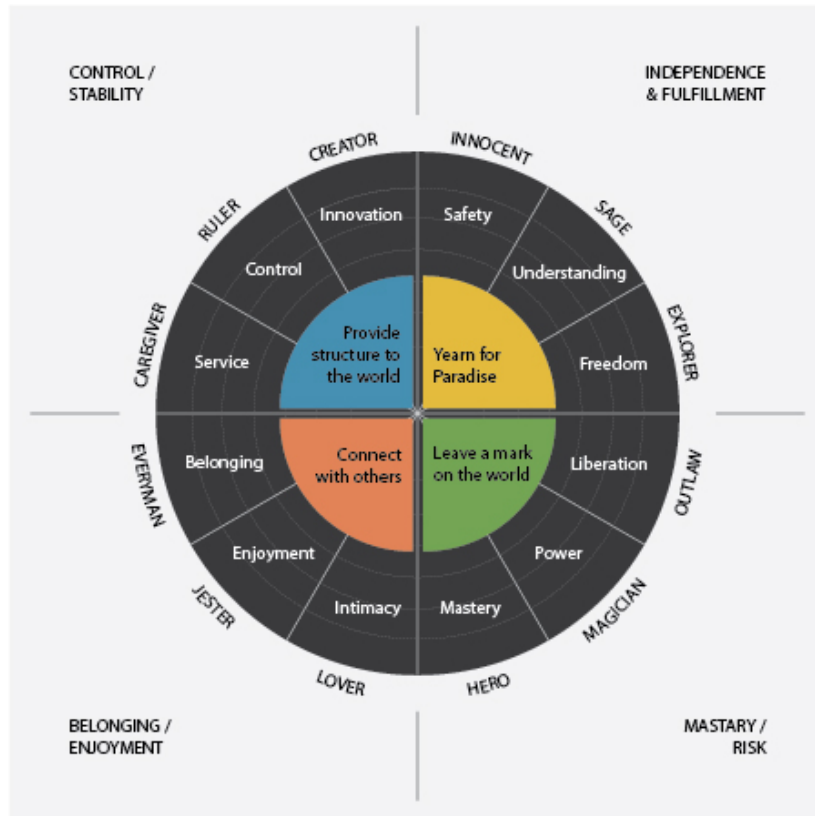 CONTROL /
STABILITY
INDEPENDENCE
& FULFILLMENT
CREATOR
INNOCENT
RULER
SAGE
CAREGIVER
EXPLORER
EVERYMAN
OUTLAW
JESTER
MAGICIAN
LOVER
HERO
Innovation
Safety
Control
Understanding
Service
Freedom
Belonging
Liberation
Enjoyment
Power
Intimacy
Mastery
Provide
structure to
the world
Yearn for
Paradise
Connect
with others
Leave a mark
on the world
BELONGING /
ENJOYMENT
MASTARY /
RISK